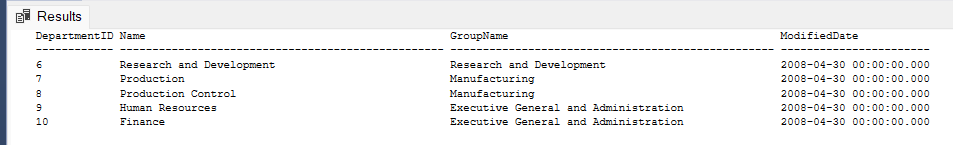 Results
DepartmentID Name GroupName ModifiedDate
------------ -------------------------------------------------- -------------------------------------------------- -----------------------
6 Research and Development Research and Development 2008-04-30 00:00:00.000
7 Production Manufacturing 2008-04-30 00:00:00.000
8 Production Control Manufacturing 2008-04-30 00:00:00.000
9 Human Resources Executive General and Administration 2008-04-30 00:00:00.000
10 Finance Executive General and Administration 2008-04-30 00:00:00.000